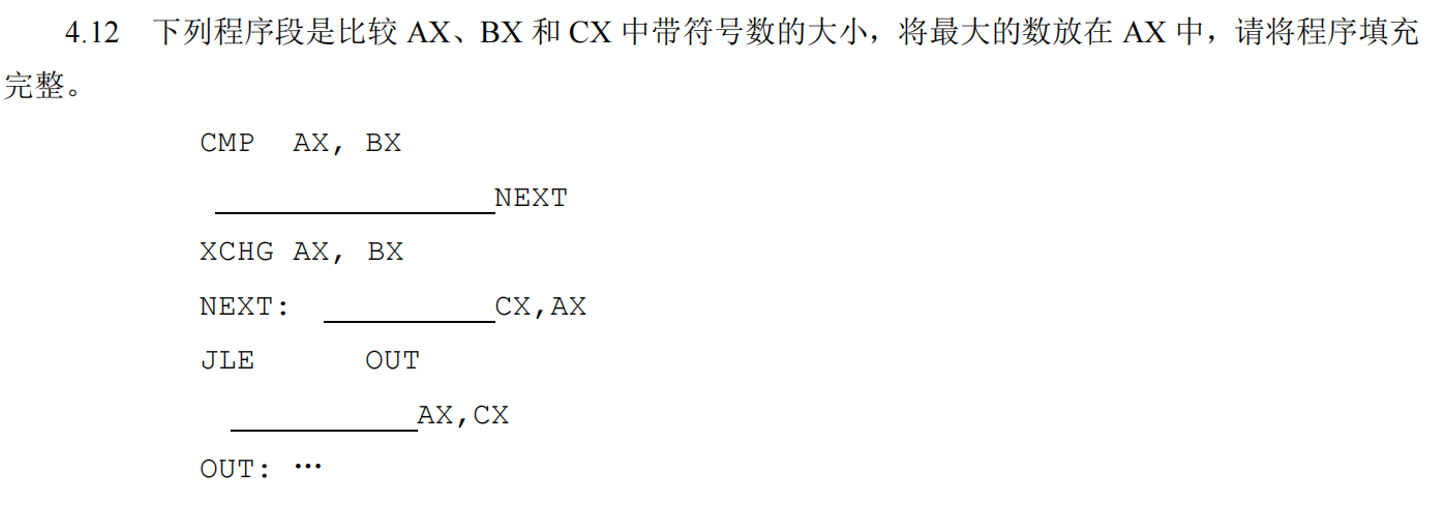 4.12 下列程序段是比较 AX、BX 和 CX 中带符号数的大小，将最大的数放在 AX 中，请将程序填充
完整。
CMP AX, BX
____________NEXT
XCHG AX, BX
NEXT: ________CX,AX
JLE OUT
________AX,CX
OUT: …